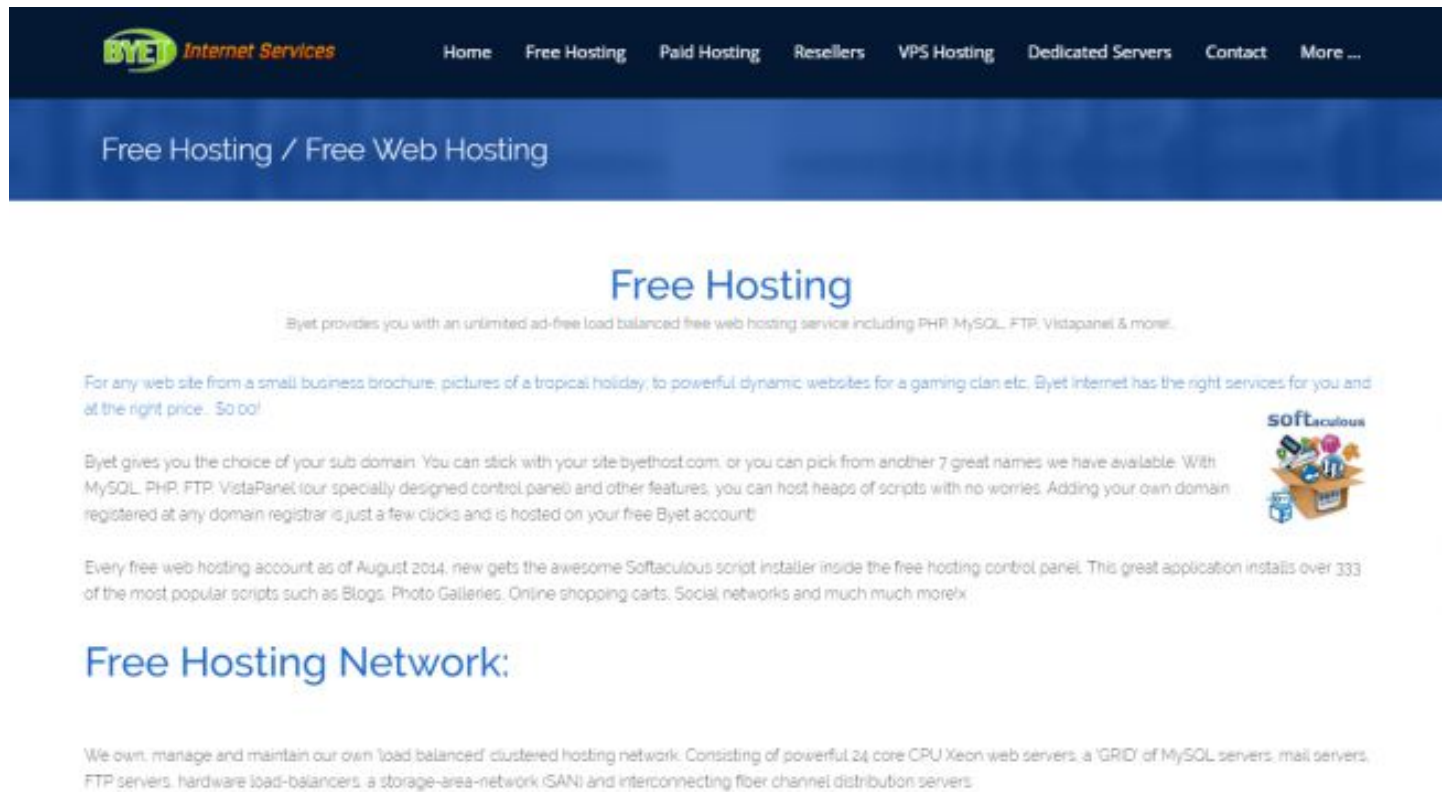 BYET Internet Services Home Free Hosting Paid Hosting Resellers VPS Hosting Dedicated Servers Contact More ...
Free Hosting / Free Web Hosting
Free Hosting
Byet provides you with an unlimited ad-free load balanced free web hosting service including PHP, MySQL, FTP, Vistapanel & more!.
For any web site from a small business brochure, pictures of a tropical holiday, to powerful dynamic websites for a gaming clan etc, Byet Internet has the right services for you and
at the right price.. $0.00!
softaculous
Byet gives you the choice of your sub domain. You can stick with your site.byethost.com, or you can pick from another 7 great names we have available. With
MySQL, PHP, FTP, VistaPanel (our specially designed control panel) and other features, you can host heaps of scripts with no worries. Adding your own domain
registered at any domain registrar is just a few clicks and is hosted on your free Byet account!
Every free web hosting account as of August 2014, new gets the awesome Softaculous script installer inside the free hosting control panel. This great application installs over 333
of the most popular scripts such as Blogs, Photo Galleries, Online shopping carts, Social networks and much much more!x
Free Hosting Network:
We own, manage and maintain our own 'load balanced' clustered hosting network. Consisting of powerful 24 core CPU Xeon web servers, a 'GRID' of MySQL servers, mail servers,
FTP servers, hardware load-balancers, a storage-area-network (SAN) and interconnecting fiber channel distribution servers.